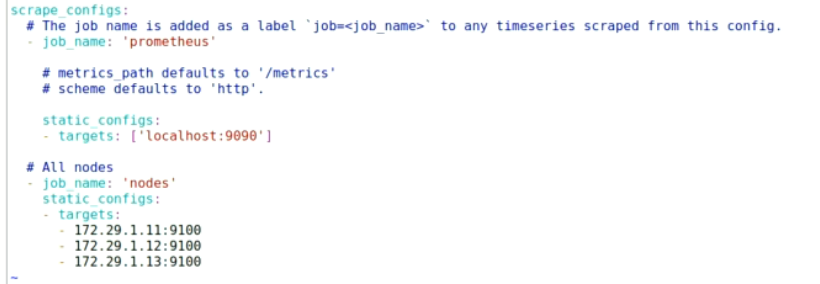 scrape_configs:
  # The job name is added as a label `job=<job_name>` to any timeseries scraped from this config.
  - job_name: 'prometheus'

    # metrics_path defaults to '/metrics'
    # scheme defaults to 'http'.

    static_configs:
    - targets: ['localhost:9090']

  # All nodes
  - job_name: 'nodes'
    static_configs:
    - targets:
      - 172.29.1.11:9100
      - 172.29.1.12:9100
      - 172.29.1.13:9100
~